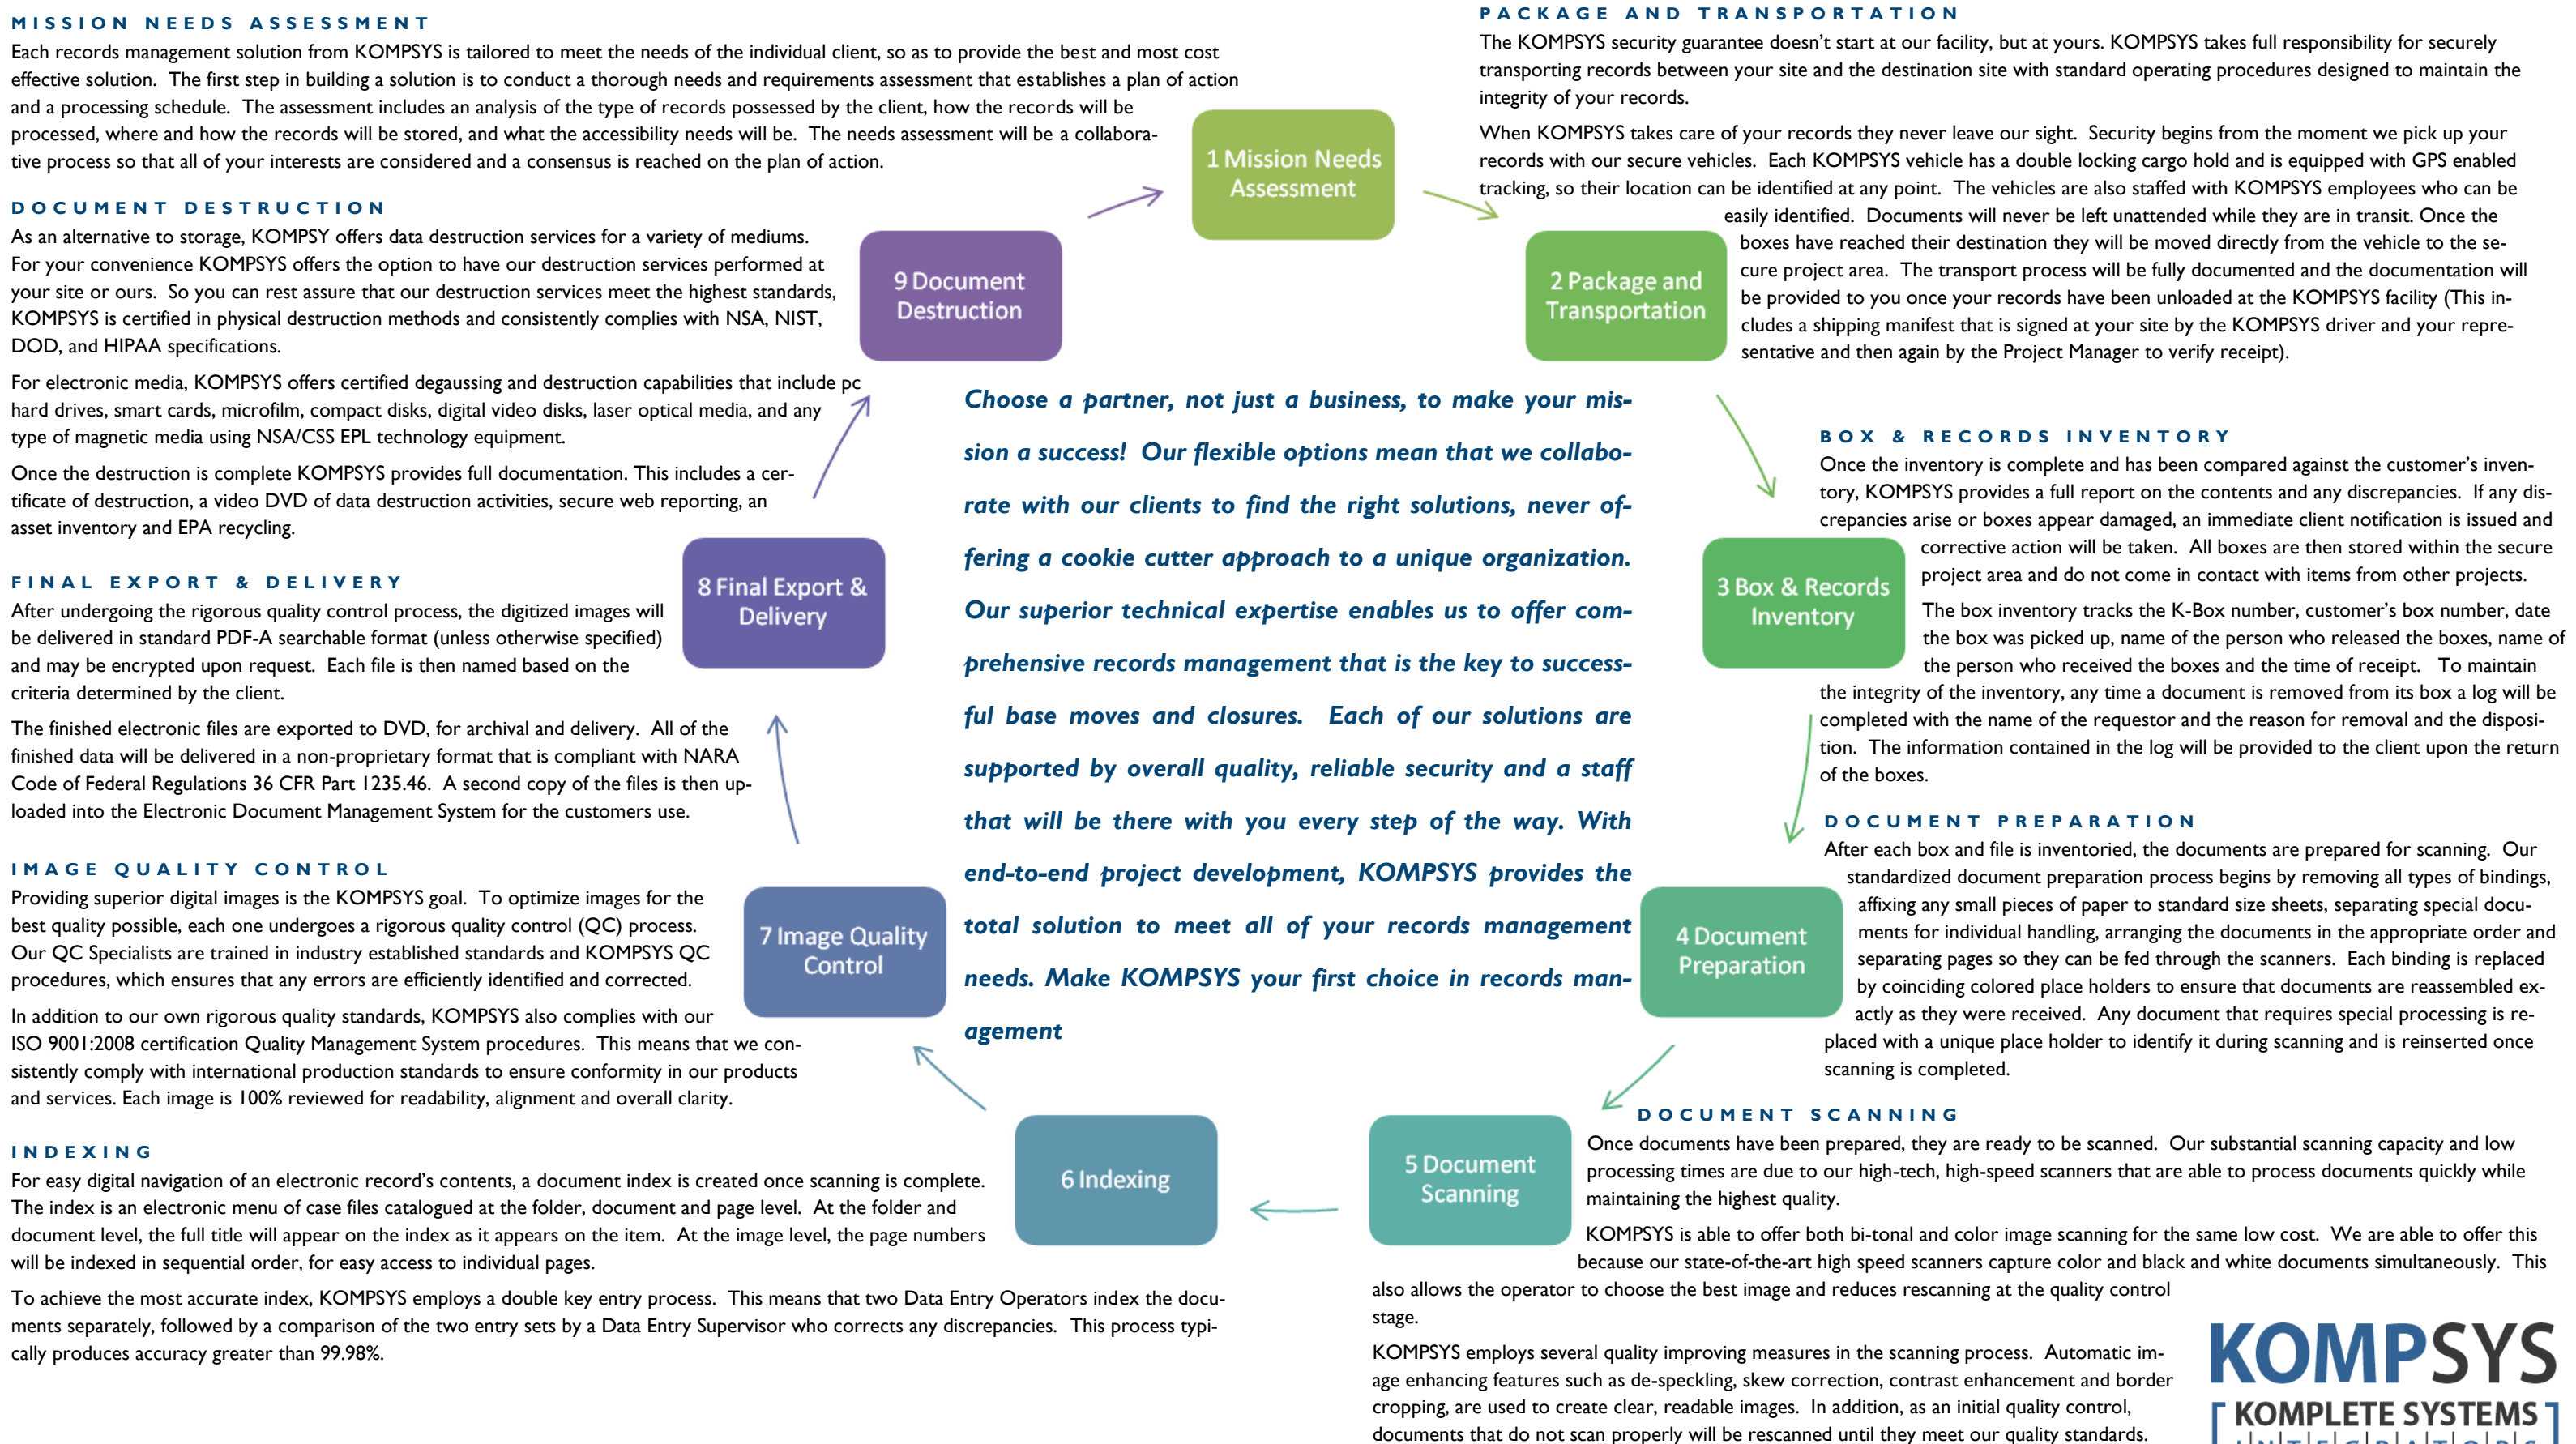 MISSION NEEDS ASSESSMENT
Each records management solution from KOMPSYS is tailored to meet the needs of the individual client, so as to provide the best and most cost
effective solution. The first step in building a solution is to conduct a thorough needs and requirements assessment that establishes a plan of action
and a processing schedule. The assessment includes an analysis of the type of records possessed by the client, how the records will be
processed, where and how the records will be stored, and what the accessibility needs will be. The needs assessment will be a collabora-
tive process so that all of your interests are considered and a consensus is reached on the plan of action.
DOCUMENT DESTRUCTION
As an alternative to storage, KOMPSY offers data destruction services for a variety of mediums.
For your convenience KOMPSYS offers the option to have our destruction services performed at
your site or ours. So you can rest assure that our destruction services meet the highest standards,
KOMPSYS is certified in physical destruction methods and consistently complies with NSA, NIST,
DOD, and HIPAA specifications.
For electronic media, KOMPSYS offers certified degaussing and destruction capabilities that include pc
hard drives, smart cards, microfilm, compact disks, digital video disks, laser optical media, and any
type of magnetic media using NSA/CSS EPL technology equipment.
Once the destruction is complete KOMPSYS provides full documentation. This includes a cer-
tificate of destruction, a video DVD of data destruction activities, secure web reporting, an
asset inventory and EPA recycling.
FINAL EXPORT & DELIVERY
After undergoing the rigorous quality control process, the digitized images will
be delivered in standard PDF-A searchable format (unless otherwise specified)
and may be encrypted upon request. Each file is then named based on the
criteria determined by the client.
The finished electronic files are exported to DVD, for archival and delivery. All of the
finished data will be delivered in a non-proprietary format that is compliant with NARA
Code of Federal Regulations 36 CFR Part 1235.46. A second copy of the files is then up-
loaded into the Electronic Document Management System for the customers use.
IMAGE QUALITY CONTROL
Providing superior digital images is the KOMPSYS goal. To optimize images for the
best quality possible, each one undergoes a rigorous quality control (QC) process.
Our QC Specialists are trained in industry established standards and KOMPSYS QC
procedures, which ensures that any errors are efficiently identified and corrected.
In addition to our own rigorous quality standards, KOMPSYS also complies with our
ISO 9001:2008 certification Quality Management System procedures. This means that we con-
sistently comply with international production standards to ensure conformity in our products
and services. Each image is 100% reviewed for readability, alignment and overall clarity.
INDEXING
For easy digital navigation of an electronic record's contents, a document index is created once scanning is complete.
The index is an electronic menu of case files catalogued at the folder, document and page level. At the folder and
document level, the full title will appear on the index as it appears on the item. At the image level, the page numbers
will be indexed in sequential order, for easy access to individual pages.
To achieve the most accurate index, KOMPSYS employs a double key entry process. This means that two Data Entry Operators index the docu-
ments separately, followed by a comparison of the two entry sets by a Data Entry Supervisor who corrects any discrepancies. This process typi-
cally produces accuracy greater than 99.98%.
1 Mission Needs
Assessment
2 Package and
Transportation
3 Box & Records
Inventory
4 Document
Preparation
5 Document
Scanning
6 Indexing
7 Image Quality
Control
8 Final Export &
Delivery
9 Document
Destruction
Choose a partner, not just a business, to make your mis-
sion a success! Our flexible options mean that we collabo-
rate with our clients to find the right solutions, never of-
fering a cookie cutter approach to a unique organization.
Our superior technical expertise enables us to offer com-
prehensive records management that is the key to success-
ful base moves and closures. Each of our solutions are
supported by overall quality, reliable security and a staff
that will be there with you every step of the way. With
end-to-end project development, KOMPSYS provides the
total solution to meet all of your records management
needs. Make KOMPSYS your first choice in records man-
agement
PACKAGE AND TRANSPORTATION
The KOMPSYS security guarantee doesn't start at our facility, but at yours. KOMPSYS takes full responsibility for securely
transporting records between your site and the destination site with standard operating procedures designed to maintain the
integrity of your records.
When KOMPSYS takes care of your records they never leave our sight. Security begins from the moment we pick up your
records with our secure vehicles. Each KOMPSYS vehicle has a double locking cargo hold and is equipped with GPS enabled
tracking, so their location can be identified at any point. The vehicles are also staffed with KOMPSYS employees who can be
easily identified. Documents will never be left unattended while they are in transit. Once the
boxes have reached their destination they will be moved directly from the vehicle to the se-
cure project area. The transport process will be fully documented and the documentation will
be provided to you once your records have been unloaded at the KOMPSYS facility (This in-
cludes a shipping manifest that is signed at your site by the KOMPSYS driver and your repre-
sentative and then again by the Project Manager to verify receipt).
BOX & RECORDS INVENTORY
Once the inventory is complete and has been compared against the customer's inven-
tory, KOMPSYS provides a full report on the contents and any discrepancies. If any dis-
crepancies arise or boxes appear damaged, an immediate client notification is issued and
corrective action will be taken. All boxes are then stored within the secure
project area and do not come in contact with items from other projects.
The box inventory tracks the K-Box number, customer's box number, date
the box was picked up, name of the person who released the boxes, name of
the person who received the boxes and the time of receipt. To maintain
the integrity of the inventory, any time a document is removed from its box a log will be
completed with the name of the requestor and the reason for removal and the disposi-
tion. The information contained in the log will be provided to the client upon the return
of the boxes.
DOCUMENT PREPARATION
After each box and file is inventoried, the documents are prepared for scanning. Our
standardized document preparation process begins by removing all types of bindings,
affixing any small pieces of paper to standard size sheets, separating special docu-
ments for individual handling, arranging the documents in the appropriate order and
separating pages so they can be fed through the scanners. Each binding is replaced
by coinciding colored place holders to ensure that documents are reassembled ex-
actly as they were received. Any document that requires special processing is re-
placed with a unique place holder to identify it during scanning and is reinserted once
scanning is completed.
DOCUMENT SCANNING
Once documents have been prepared, they are ready to be scanned. Our substantial scanning capacity and low
processing times are due to our high-tech, high-speed scanners that are able to process documents quickly while
maintaining the highest quality.
KOMPSYS is able to offer both bi-tonal and color image scanning for the same low cost. We are able to offer this
because our state-of-the-art high speed scanners capture color and black and white documents simultaneously. This
also allows the operator to choose the best image and reduces rescanning at the quality control
stage.
KOMPSYS employs several quality improving measures in the scanning process. Automatic im-
age enhancing features such as de-speckling, skew correction, contrast enhancement and border
cropping, are used to create clear, readable images. In addition, as an initial quality control,
documents that do not scan properly will be rescanned until they meet our quality standards.
KOMPSYS
KOMPLETE SYSTEMS